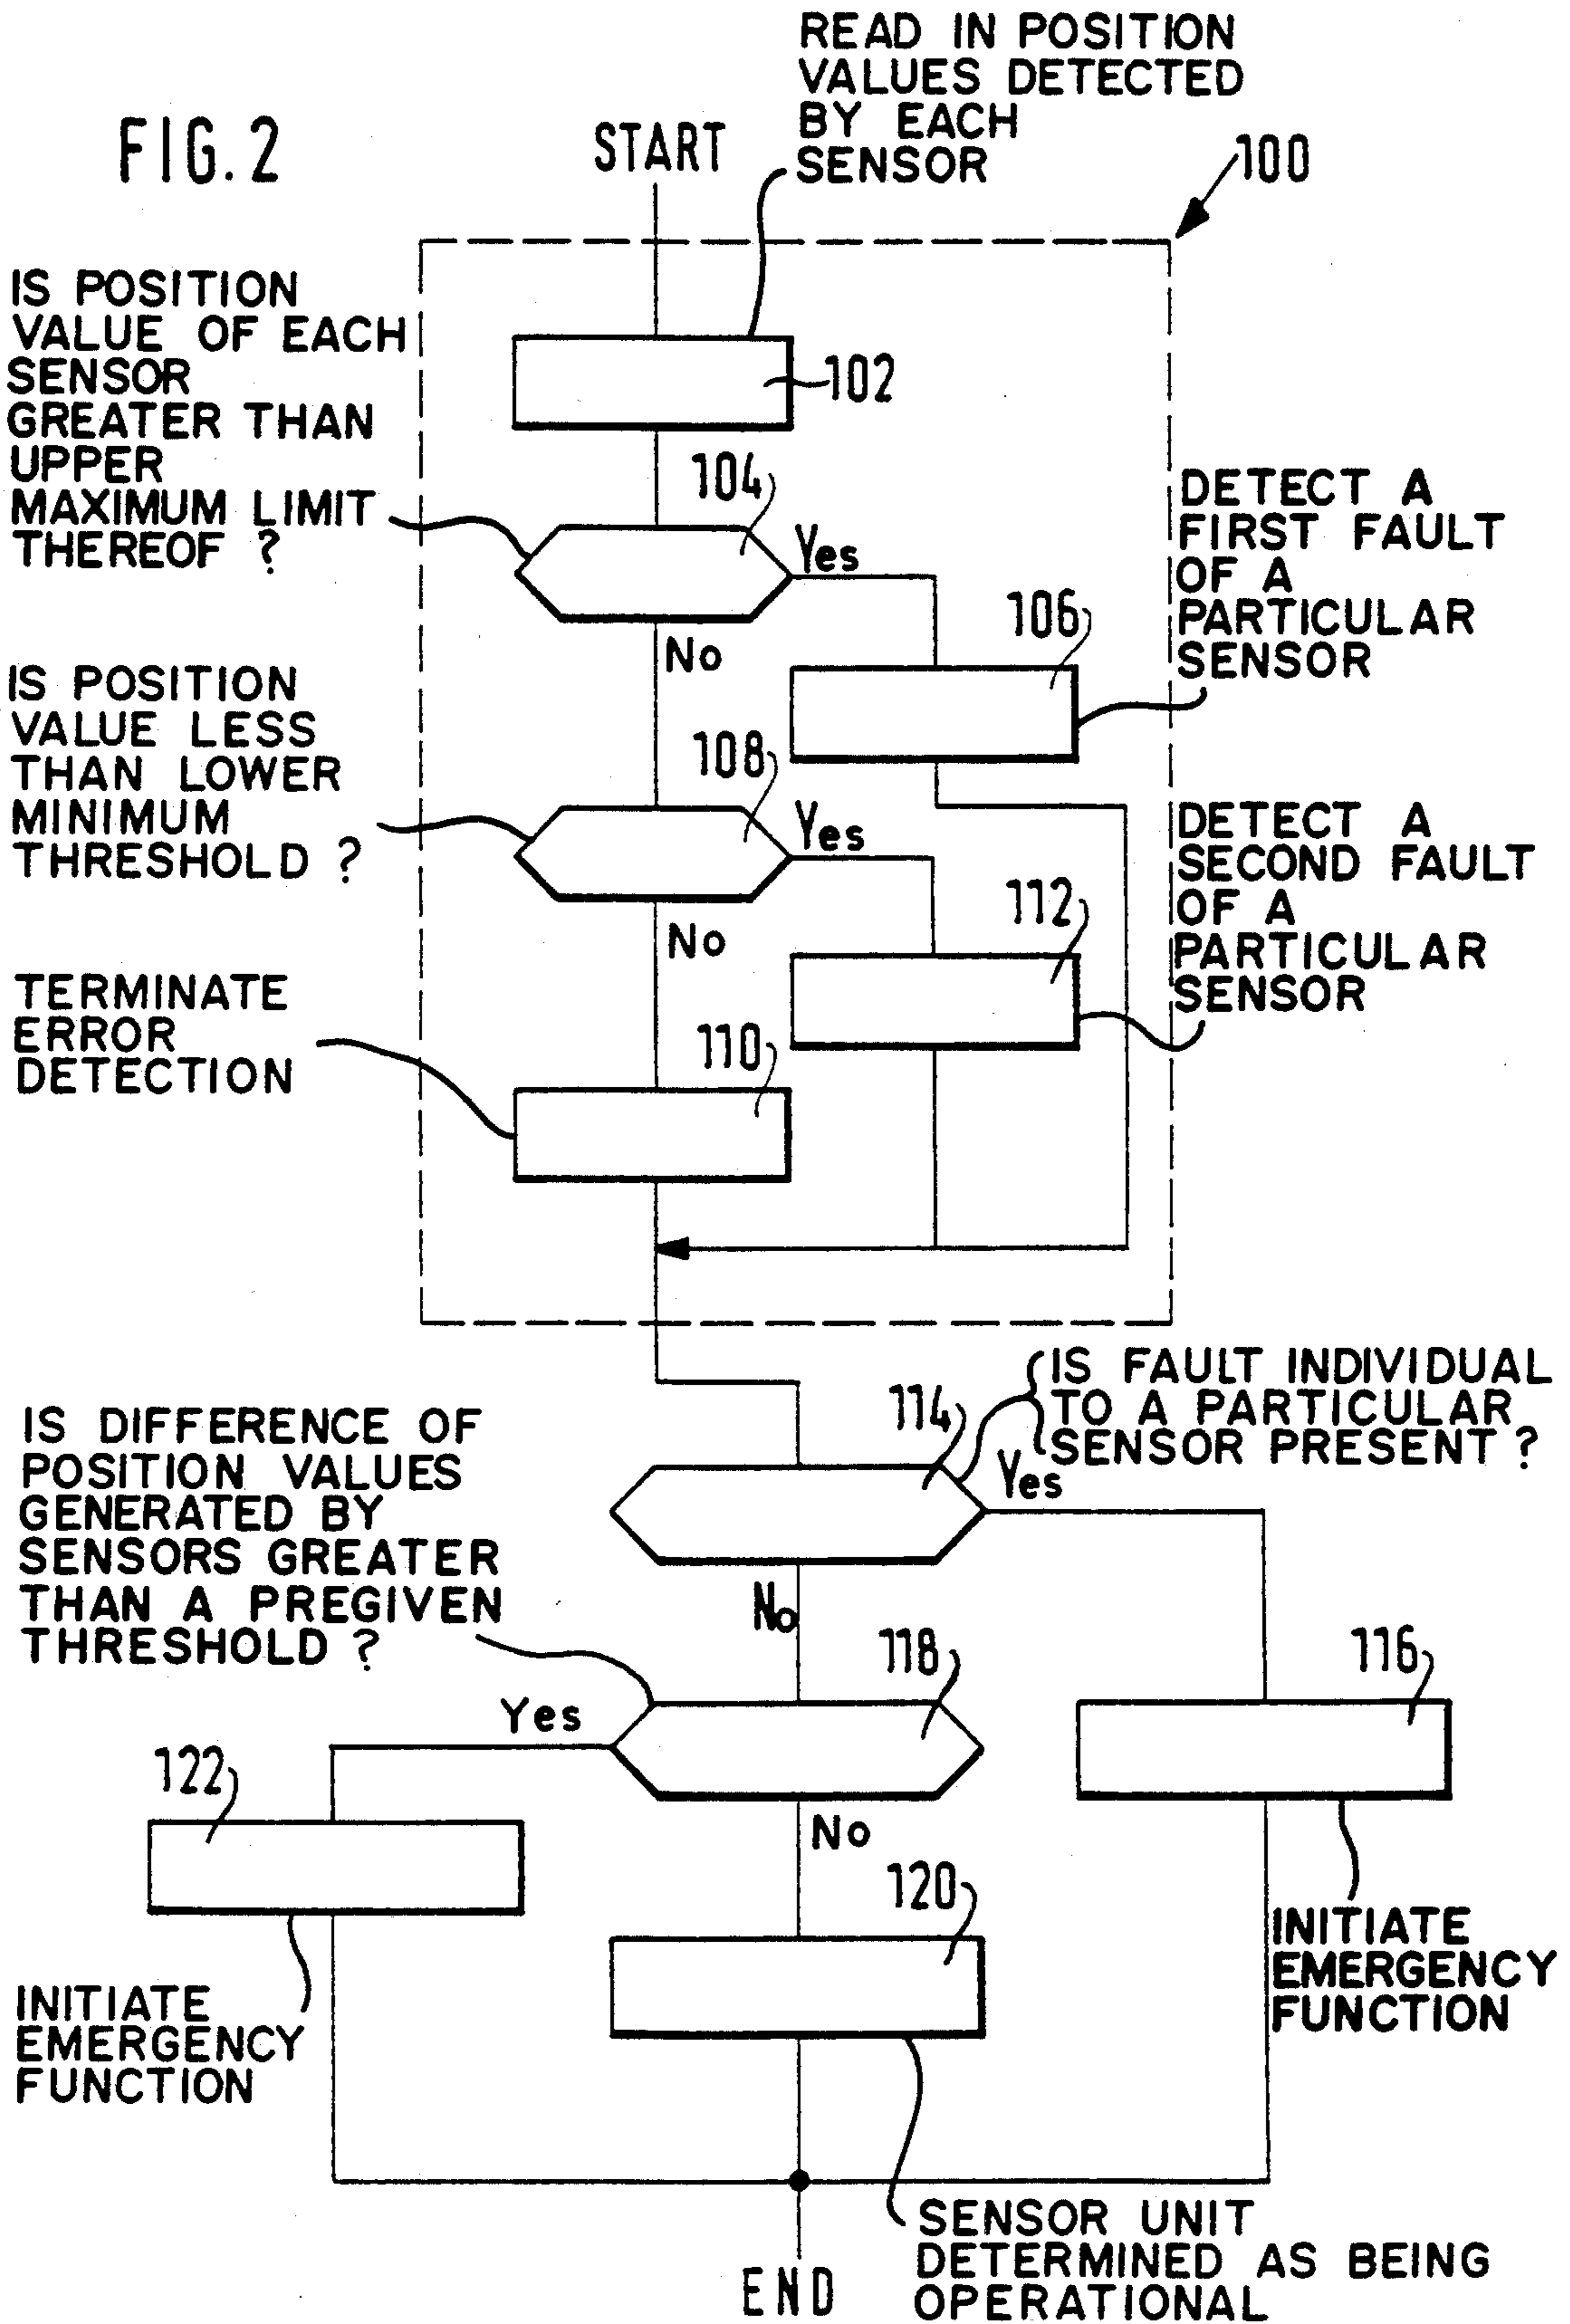 FIG. 2
START
READ IN POSITION
VALUES DETECTED
BY EACH
SENSOR
100
IS POSITION
VALUE OF EACH
SENSOR
GREATER THAN
UPPER
MAXIMUM LIMIT
THEREOF ?
102
104
Yes
No
DETECT A
FIRST FAULT
OF A
PARTICULAR
SENSOR
106
IS POSITION
VALUE LESS
THAN LOWER
MINIMUM
THRESHOLD ?
108
Yes
No
DETECT A
SECOND FAULT
OF A
PARTICULAR
SENSOR
112
TERMINATE
ERROR
DETECTION
110
IS FAULT INDIVIDUAL
TO A PARTICULAR
SENSOR PRESENT ?
114
Yes
No
IS DIFFERENCE OF
POSITION VALUES
GENERATED BY
SENSORS GREATER
THAN A PREGIVEN
THRESHOLD ?
118
116
Yes
No
122
120
INITIATE
EMERGENCY
FUNCTION
INITIATE
EMERGENCY
FUNCTION
SENSOR UNIT
DETERMINED AS BEING
OPERATIONAL
END